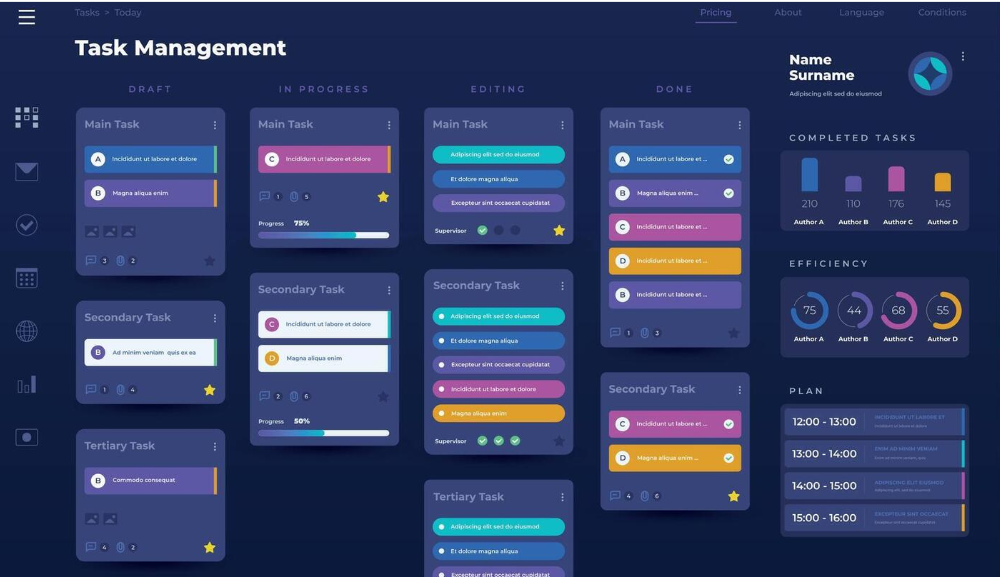 Tasks > Today
Pricing
About
Language
Conditions
Task Management
DRAFT
Main Task
A
Incididunt ut labore et dolore
B
Magna aliqua enim
3
2
Secondary Task
B
Ad minim veniam quis ex ea
1
4
Tertiary Task
B
Commodo consequat
4
2
IN PROGRESS
Main Task
C
Incididunt ut labore et dolore
1
5
Progress 75%
Secondary Task
C
Incididunt ut labore et dolore
D
Magna aliqua enim
2
6
Progress 50%
EDITING
Main Task
Adipiscing elit sed do eiusmod
Et dolore magna aliqua
Excepteur sint occaecat cupidatat
Supervisor
Secondary Task
Adipiscing elit sed do eiusmod
Et dolore magna aliqua
Excepteur sint occaecat cupidatat
Incididunt ut labore et dolore
Magna aliqua enim
Supervisor
Tertiary Task
Adipiscing elit sed do eiusmod
Et dolore magna aliqua
Excepteur sint occaecat cupidatat
DONE
Main Task
A
Incididunt ut labore et ...
B
Magna aliqua enim ...
C
Incididunt ut labore et ...
D
Incididunt ut labore et ...
B
Incididunt ut labore et ...
1
3
Secondary Task
C
Incididunt ut labore et ...
D
Magna aliqua enim ...
4
6
Name
Surname
Adipiscing elit sed do eiusmod
COMPLETED TASKS
210 110 176 145
Author A Author B Author C Author D
EFFICIENCY
75 44 68 55
Author A Author B Author C Author D
PLAN
12:00 - 13:00
INCIDIDUNT UT LABORE ET
13:00 - 14:00
ENIM AD MINIM VENIAM
14:00 - 15:00
ADIPISCING ELIT EIUSMOD
15:00 - 16:00
EXCEPTEUR SINT OCCAECAT